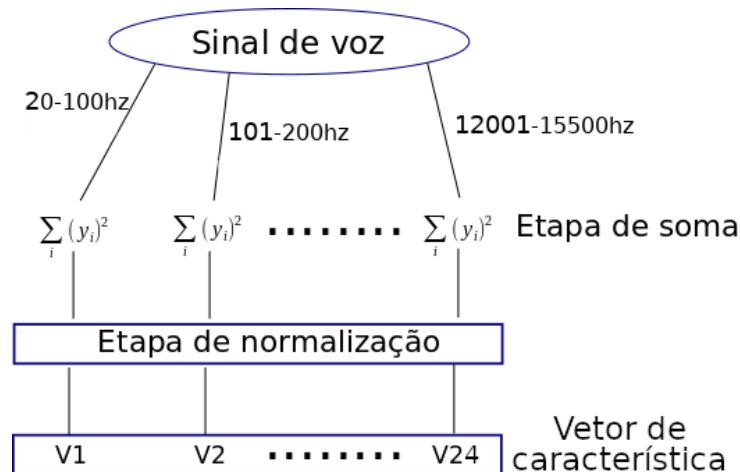 Sinal de voz
20-100hz
101-200hz
12001-15500hz
∑i (yi)² ∑i (yi)² ........ ∑i (yi)² Etapa de soma
Etapa de normalização
V1 V2 ........ V24
Vetor de
característica